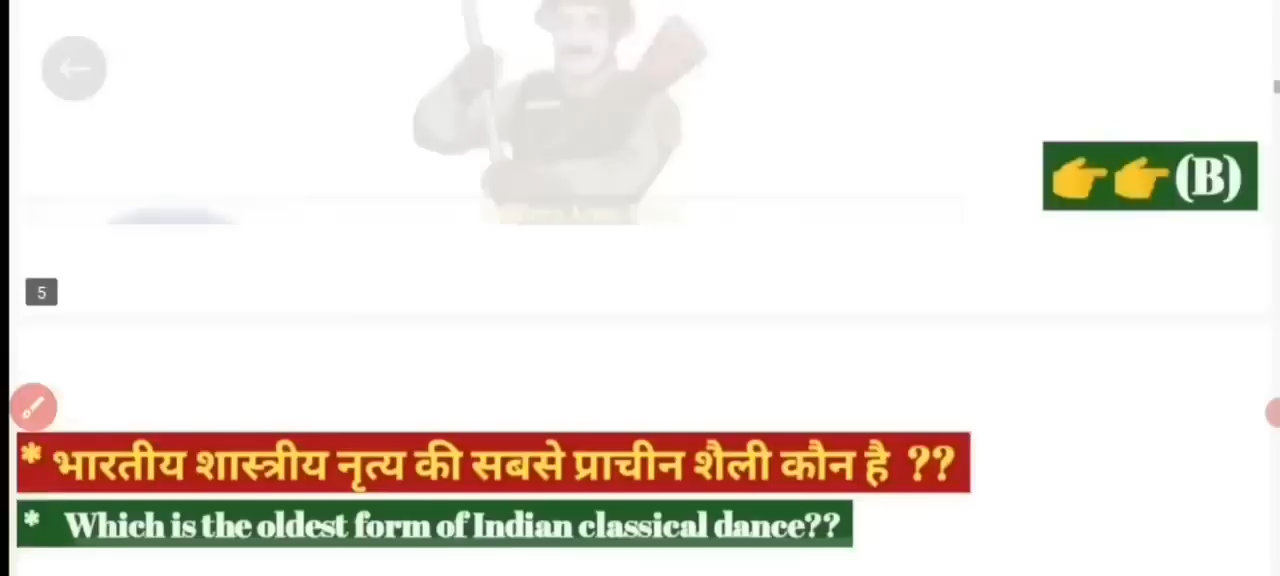 👉👉(B)
5
* भारतीय शास्त्रीय नृत्य की सबसे प्राचीन शैली कौन है ??
* Which is the oldest form of Indian classical dance??